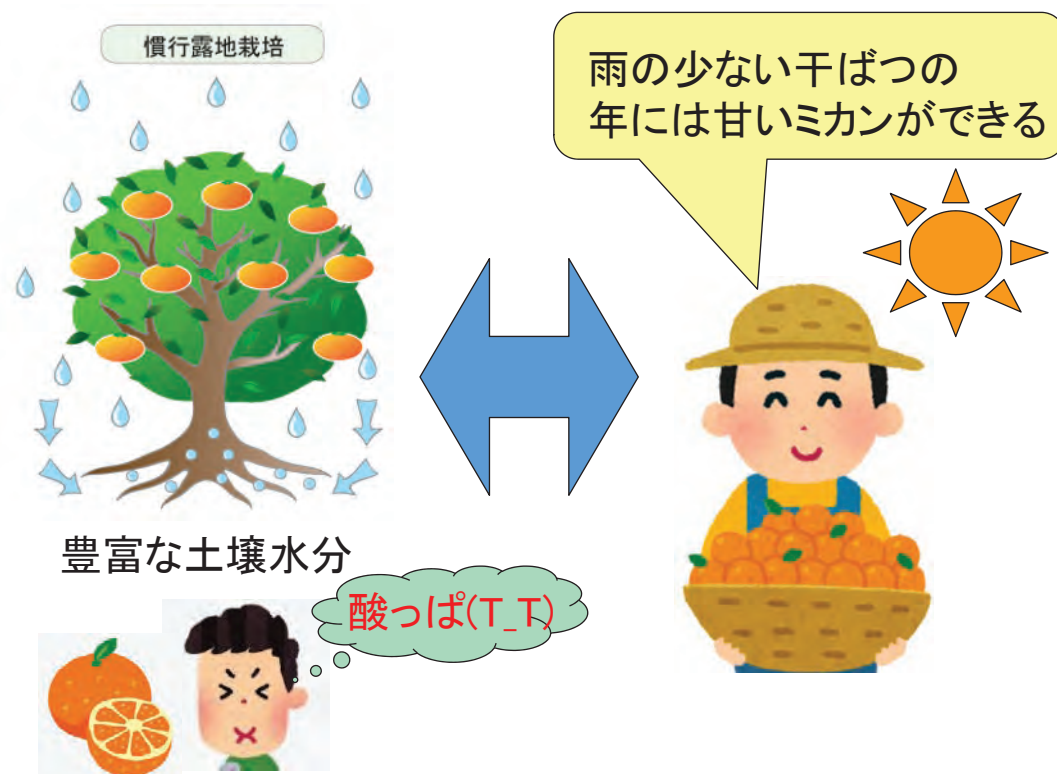 慣行露地栽培
雨の少ない干ばつの
年には甘いミカンができる
豊富な土壌水分
酸っぱ(T_T)